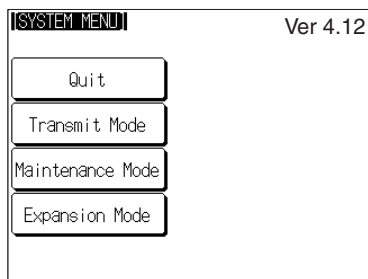 [SYSTEM MENU]
Ver 4.12
Quit
Transmit Mode
Maintenance Mode
Expansion Mode